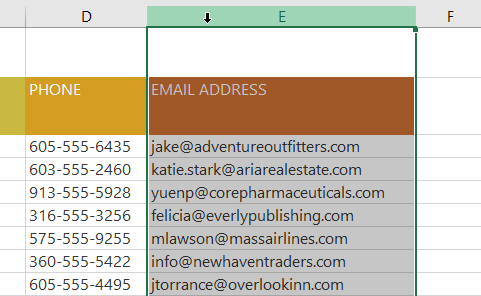 D E F
PHONE EMAIL ADDRESS
605-555-6435 jake@adventureoutfitters.com
603-555-2460 katie.stark@ariarealestate.com
913-555-5928 yuenp@corepharmaceuticals.com
316-555-3256 felicia@everlypublishing.com
575-555-9255 mlawson@massairlines.com
360-555-5422 info@newhaventraders.com
605-555-4495 jtorrance@overlookinn.com